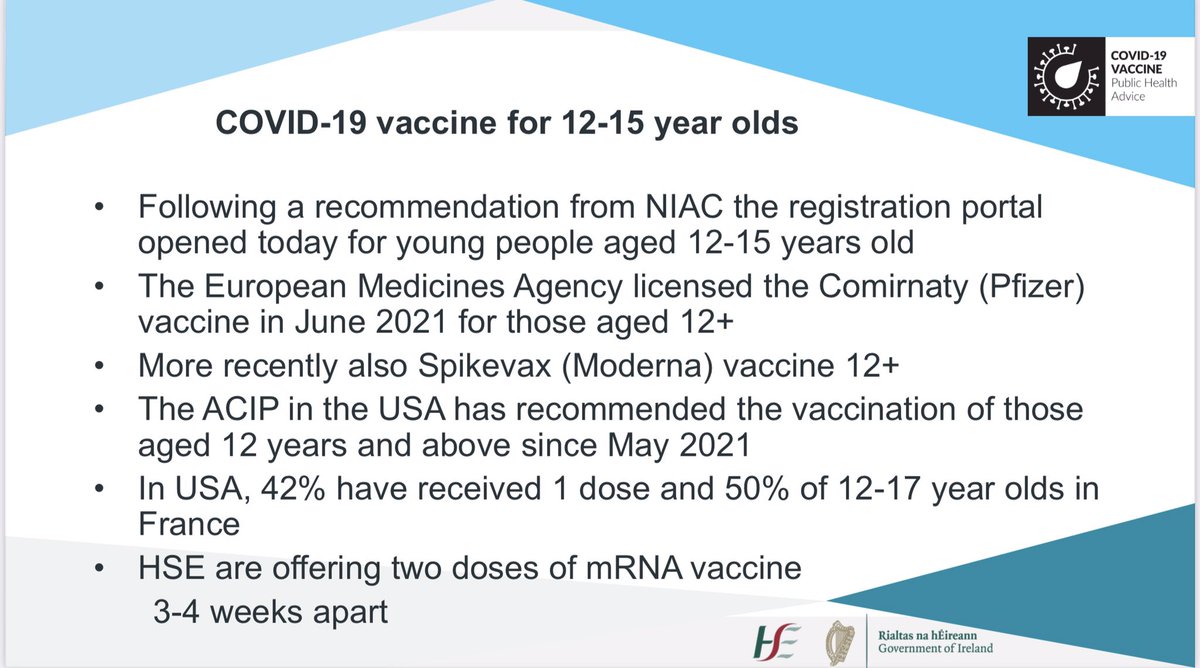 COVID-19
VACCINE
Public Health
Advice
COVID-19 vaccine for 12-15 year olds
• Following a recommendation from NIAC the registration portal
opened today for young people aged 12-15 years old
• The European Medicines Agency licensed the Comirnaty (Pfizer)
vaccine in June 2021 for those aged 12+
• More recently also Spikevax (Moderna) vaccine 12+
• The ACIP in the USA has recommended the vaccination of those
aged 12 years and above since May 2021
• In USA, 42% have received 1 dose and 50% of 12-17 year olds in
France
• HSE are offering two doses of mRNA vaccine
3-4 weeks apart
HSE
Rialtas na hÉireann
Government of Ireland